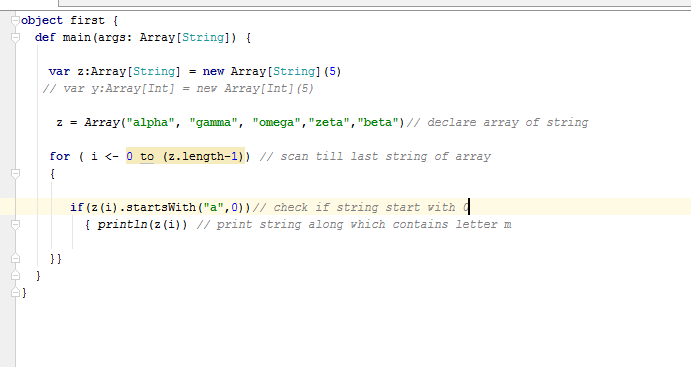 object first {
def main(args: Array[String]) {
var z:Array[String] = new Array[String](5)
// var y:Array[Int] = new Array[Int](5)
z = Array("alpha", "gamma", "omega","zeta","beta")// declare array of string
for ( i <- 0 to (z.length-1)) // scan till last string of array
{
if(z(i).startsWith("a",0))// check if string start with 0
{ println(z(i)) // print string along which contains letter m
}}
}
}